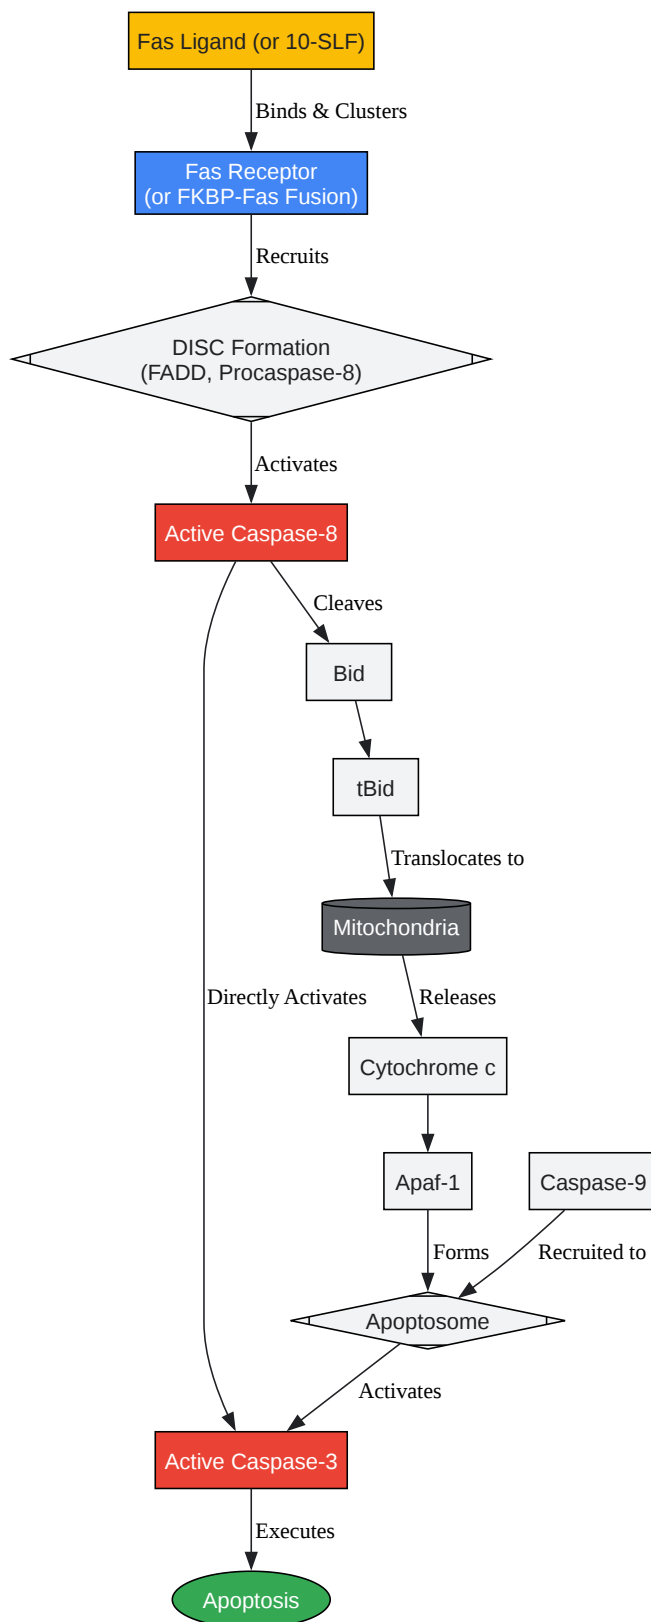 Fas Ligand (or 10-SLF)
Binds & Clusters
Fas Receptor
(or FKBP-Fas Fusion)
Recruits
DISC Formation
(FADD, Procaspase-8)
Activates
Active Caspase-8
Cleaves
Bid
tBid
Translocates to
Mitochondria
Directly Activates
Releases
Cytochrome c
Apaf-1
Caspase-9
Forms
Recruited to
Apoptosome
Activates
Active Caspase-3
Executes
Apoptosis